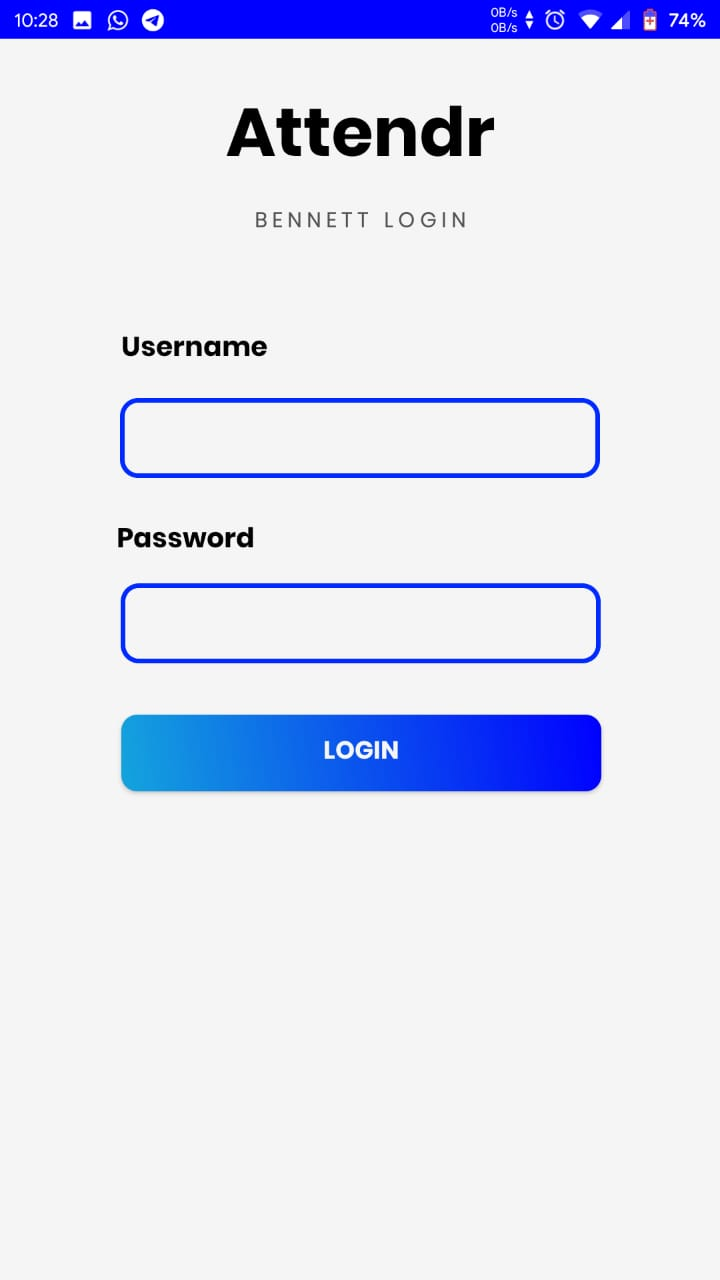 10:28 0B/s 74%
0B/s
Attendr
BENNETT LOGIN
Username
Password
LOGIN